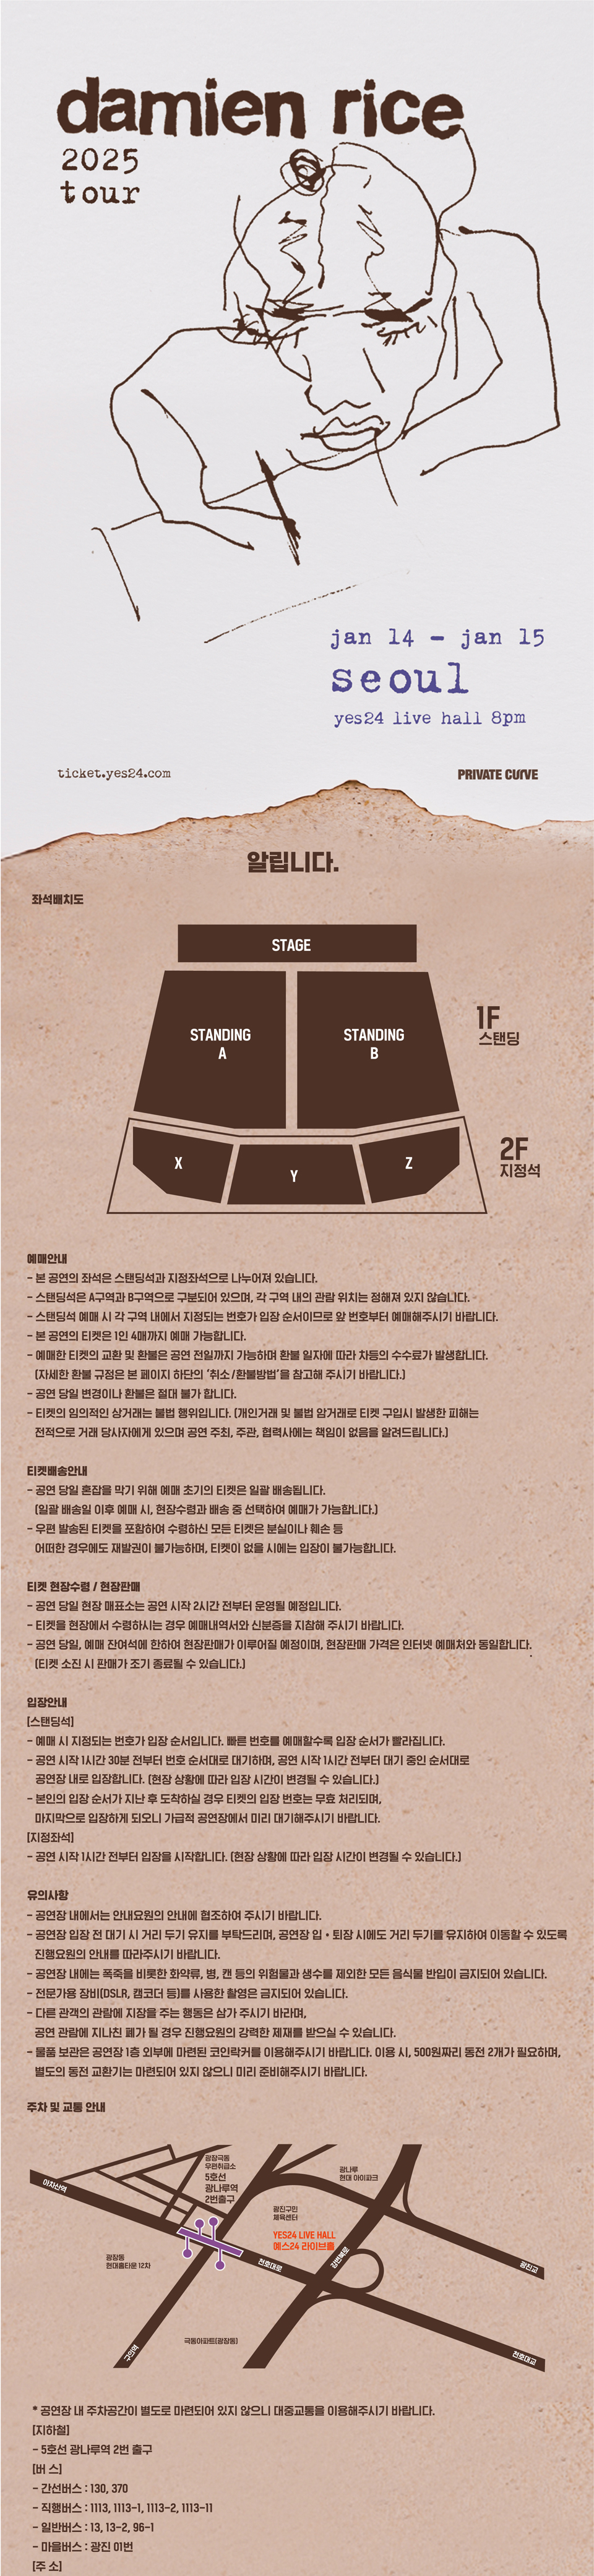 damien rice
2025
tour
jan 14 - jan 15
seoul
yes24 live hall 8pm
ticket.yes24.com
PRIVATE CURVE
알립니다.
좌석배치도
STAGE
STANDING
A
STANDING
B
1F
스탠딩
X
Y
Z
2F
지정석
예매안내
- 본 공연의 좌석은 스탠딩석과 지정좌석으로 나누어져 있습니다.
- 스탠딩석은 A구역과 B구역으로 구분되어 있으며, 각 구역 내의 관람 위치는 정해져 있지 않습니다.
- 스탠딩석 예매 시 각 구역 내에서 지정되는 번호가 입장 순서이므로 앞 번호부터 예매해주시기 바랍니다.
- 본 공연의 티켓은 1인 4매까지 예매 가능합니다.
- 예매한 티켓의 교환 및 환불은 공연 전일까지 가능하며 환불 일자에 따라 차등의 수수료가 발생합니다.
(자세한 환불 규정은 본 페이지 하단의 '취소/환불방법'을 참고해 주시기 바랍니다.)
- 공연 당일 변경이나 환불은 절대 불가 합니다.
- 티켓의 임의적인 상거래는 불법 행위입니다. (개인거래 및 불법 암거래로 티켓 구입시 발생한 피해는
전적으로 거래 당사자에게 있으며 공연 주최, 주관, 협력사에는 책임이 없음을 알려드립니다.)
티켓배송안내
- 공연 당일 혼잡을 막기 위해 예매 초기의 티켓은 일괄 배송됩니다.
(일괄 배송일 이후 예매 시, 현장수령과 배송 중 선택하여 예매가 가능합니다.)
- 우편 발송된 티켓을 포함하여 수령하신 모든 티켓은 분실이나 훼손 등
어떠한 경우에도 재발권이 불가능하며, 티켓이 없을 시에는 입장이 불가능합니다.
티켓 현장수령 / 현장판매
- 공연 당일 현장 매표소는 공연 시작 2시간 전부터 운영될 예정입니다.
- 티켓을 현장에서 수령하시는 경우 예매내역서와 신분증을 지참해 주시기 바랍니다.
- 공연 당일, 예매 잔여석에 한하여 현장판매가 이루어질 예정이며, 현장판매 가격은 인터넷 예매처와 동일합니다.
(티켓 소진 시 판매가 조기 종료될 수 있습니다.)
입장안내
[스탠딩석]
- 예매 시 지정되는 번호가 입장 순서입니다. 빠른 번호를 예매할수록 입장 순서가 빨라집니다.
- 공연 시작 1시간 30분 전부터 번호 순서대로 대기하며, 공연 시작 1시간 전부터 대기 중인 순서대로
공연장 내로 입장합니다. (현장 상황에 따라 입장 시간이 변경될 수 있습니다.)
- 본인의 입장 순서가 지난 후 도착하실 경우 티켓의 입장 번호는 무효 처리되며,
마지막으로 입장하게 되오니 가급적 공연장에서 미리 대기해주시기 바랍니다.
[지정좌석]
- 공연 시작 1시간 전부터 입장을 시작합니다. (현장 상황에 따라 입장 시간이 변경될 수 있습니다.)
유의사항
- 공연장 내에서는 안내요원의 안내에 협조하여 주시기 바랍니다.
- 공연장 입장 전 대기 시 거리 두기 유지를 부탁드리며, 공연장 입 • 퇴장 시에도 거리 두기를 유지하여 이동할 수 있도록
진행요원의 안내를 따라주시기 바랍니다.
- 공연장 내에는 폭죽을 비롯한 화약류, 병, 캔 등의 위험물과 생수를 제외한 모든 음식물 반입이 금지되어 있습니다.
- 전문가용 장비(DSLR, 캠코더 등)를 사용한 촬영은 금지되어 있습니다.
- 다른 관객의 관람에 지장을 주는 행동은 삼가 주시기 바라며,
공연 관람에 지나친 폐가 될 경우 진행요원의 강력한 제재를 받으실 수 있습니다.
- 물품 보관은 공연장 1층 외부에 마련된 코인락커를 이용해주시기 바랍니다. 이용 시, 500원짜리 동전 2개가 필요하며,
별도의 동전 교환기는 마련되어 있지 않으니 미리 준비해주시기 바랍니다.
주차 및 교통 안내
아차산역
광장극동
우편취급소
5호선
광나루역
2번출구
광나루
현대 아이파크
광진구민
체육센터
YES24 LIVE HALL
예스24 라이브홀
광장동
현대홈타운 12차
천호대로
강변북로
광진교
극동아파트(광장동)
구의역
천호대교
* 공연장 내 주차공간이 별도로 마련되어 있지 않으니 대중교통을 이용해주시기 바랍니다.
[지하철]
- 5호선 광나루역 2번 출구
[버 스]
- 간선버스 : 130, 370
- 직행버스 : 1113, 1113-1, 1113-2, 1113-11
- 일반버스 : 13, 13-2, 96-1
- 마을버스 : 광진 01번
[주 소]